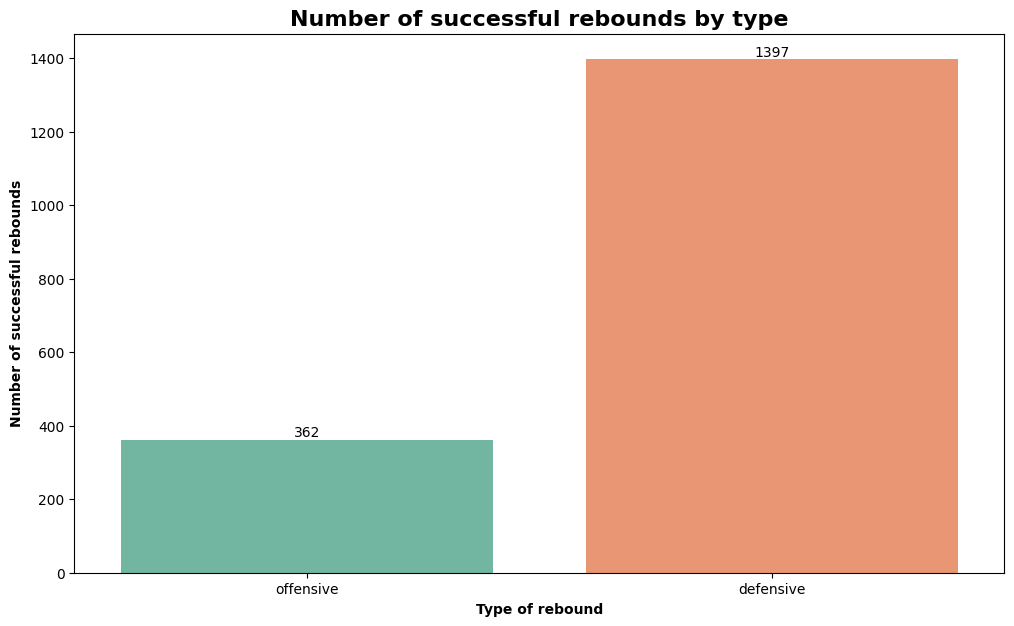 Number of successful rebounds by type
1397
362
1400
1200
1000
800
600
400
200
0
Number of successful rebounds
offensive
defensive
Type of rebound